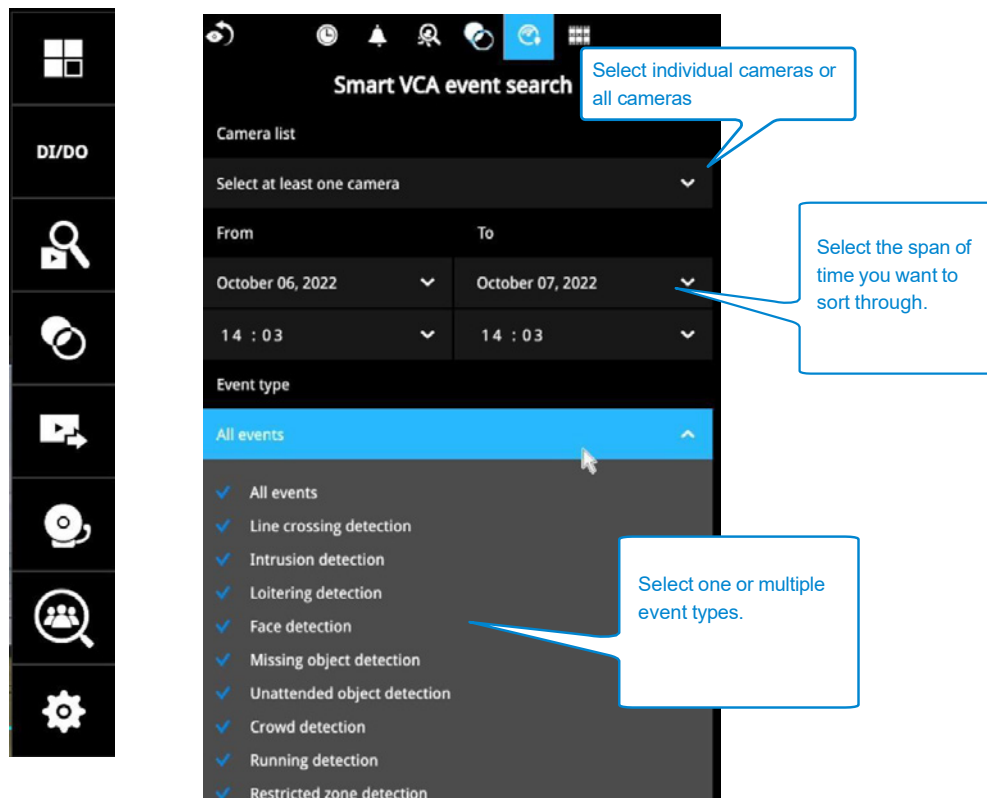 DI/DO
Smart VCA event search
Select individual cameras or
all cameras
Camera list
Select at least one camera
From To
October 06, 2022 October 07, 2022
14 : 03 14 : 03
Select the span of
time you want to
sort through.
Event type
All events
All events
Line crossing detection
Intrusion detection
Loitering detection
Face detection
Missing object detection
Unattended object detection
Crowd detection
Running detection
Restricted zone detection
Select one or multiple
event types.